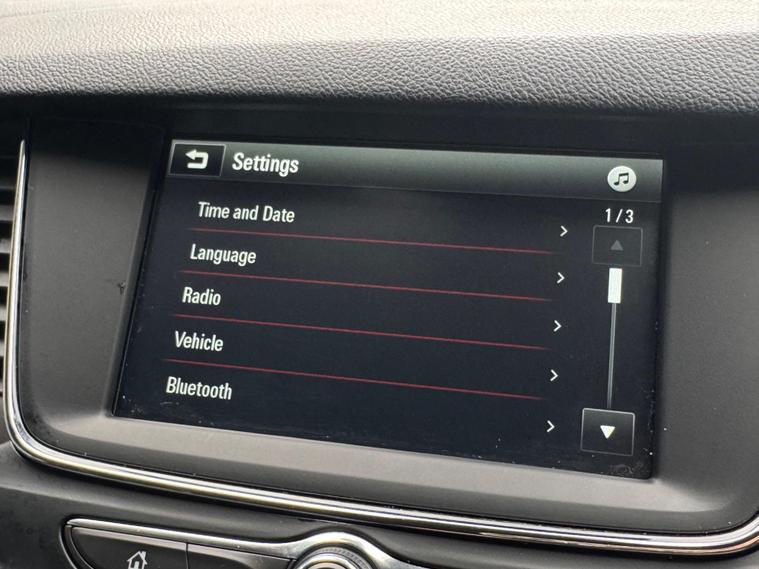 Settings
1/3
Time and Date
Language
Radio
Vehicle
Bluetooth